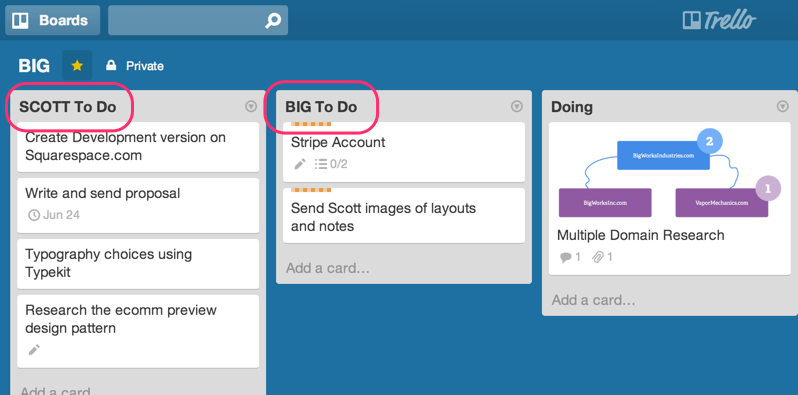 Boards
Trello
BIG
Private
SCOTT To Do
Create Development version on
Squarespace.com
Write and send proposal
Jun 24
Typography choices using
Typekit
Research the ecomm preview
design pattern
Add a card
BIG To Do
Stripe Account
0/2
Send Scott images of layouts
and notes
Add a card…
Doing
2
BigWorksIndustries.com
1
BigWorksInc.com
VaporMechanics.com
Multiple Domain Research
1
1
Add a card…